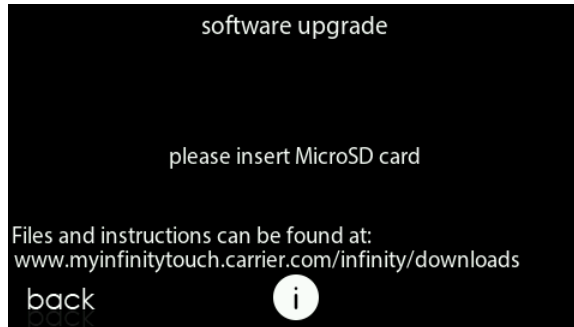 software upgrade
please insert MicroSD card
Files and instructions can be found at:
www.myinfinitytouch.carrier.com/infinity/downloads
back
i